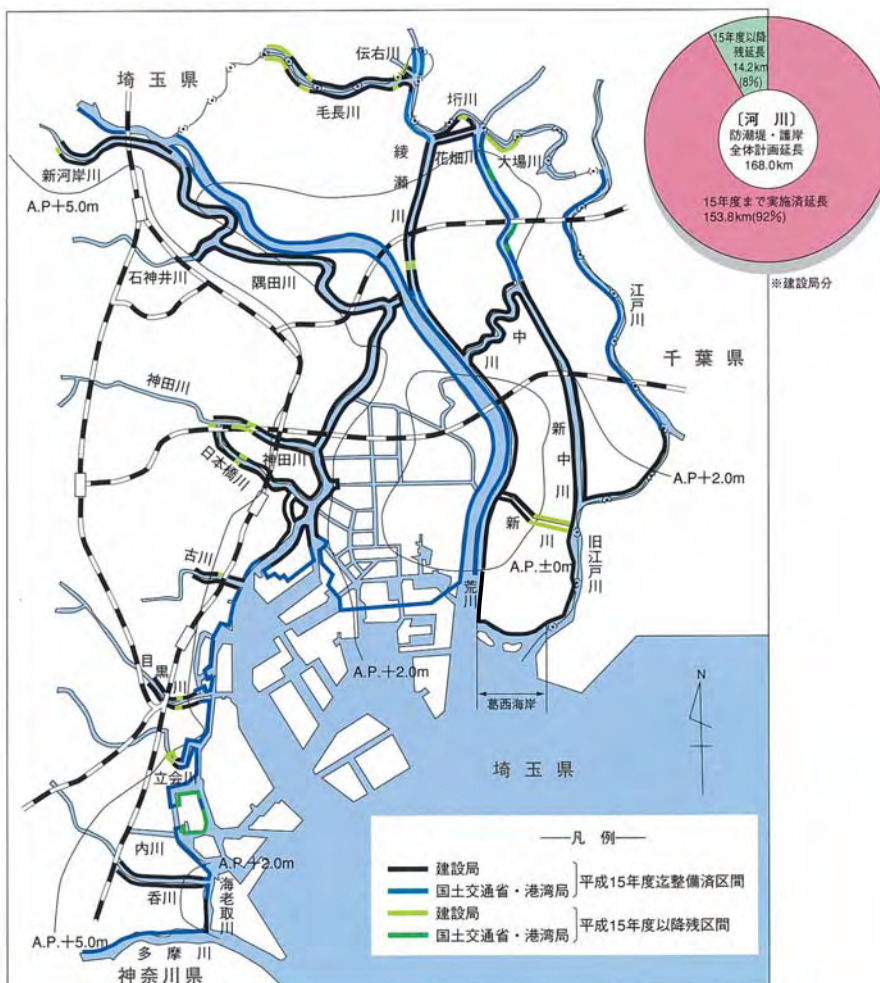 埼玉県
伝右川
毛長川
垳川
花畑川
大場川
綾瀬川
新河岸川
A.P+5.0m
石神井川
隅田川
中川
江戸川
千葉県
神田川
神田川
日本橋川
新中川
A.P+2.0m
新川
A.P.±0m
旧江戸川
古川
荒川
A.P.+2.0m
目黒川
葛西海岸
N
埼玉県
立会川
内川
A.P.+2.0m
香川
海老取川
A.P.+5.0m
多摩川
神奈川県
15年度以降
残延長
14.2km
(8%)
〔河川〕
防潮堤・護岸
全体計画延長
168.0km
15年度まで実施済延長
153.8km(92%)
※建設局分
凡例
建設局
国土交通省・港湾局
平成15年度迄整備済区間
建設局
国土交通省・港湾局
平成15年度以降残区間